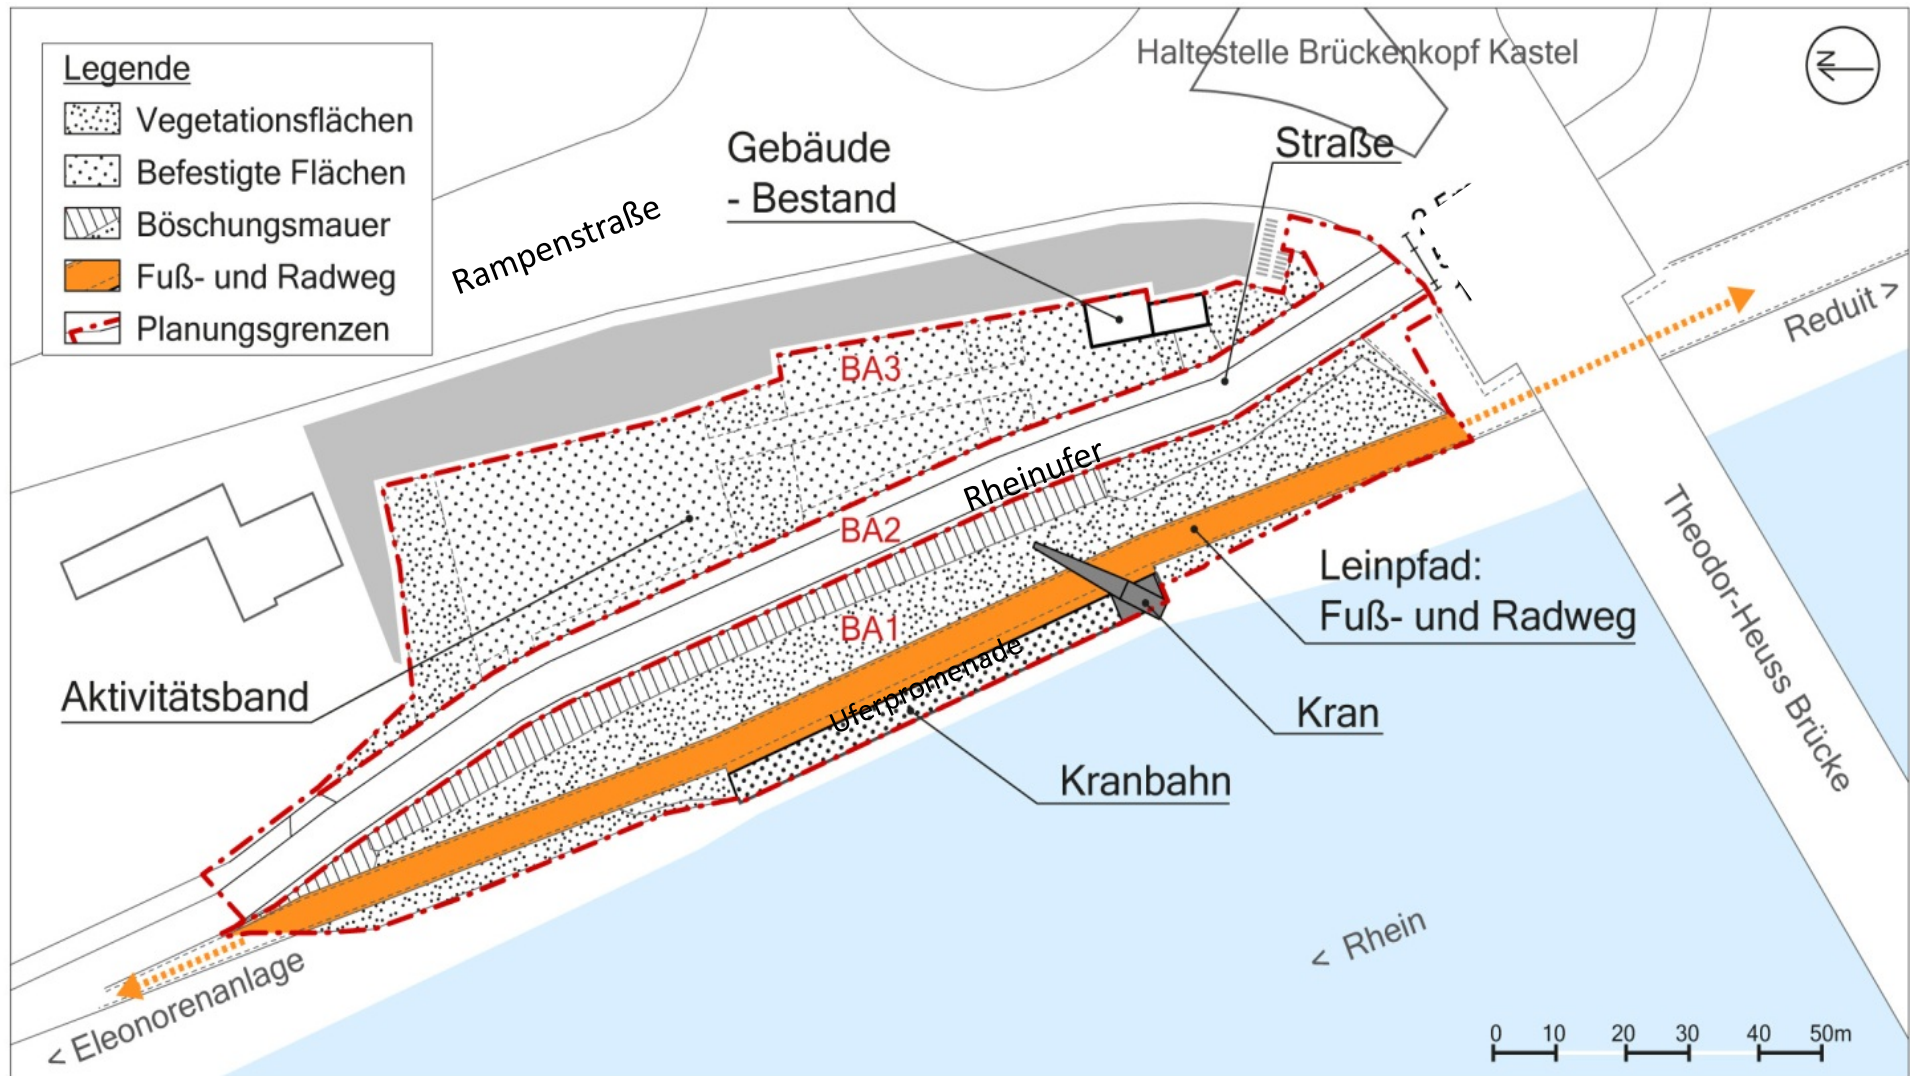 Haltestelle Brückenkopf Kastel
N
Legende
Vegetationsflächen
Befestigte Flächen
Böschungsmauer
Fuß- und Radweg
Planungsgrenzen
Gebäude
- Bestand
Straße
Rampenstraße
Reduit >
BA3
Rheinufer
BA2
Leinpfad:
Fuß- und Radweg
Theodor-Heuss Brücke
BA1
Uferpromenade
Aktivitätsband
Kran
Kranbahn
< Rhein
< Eleonorenanlage
0 10 20 30 40 50m